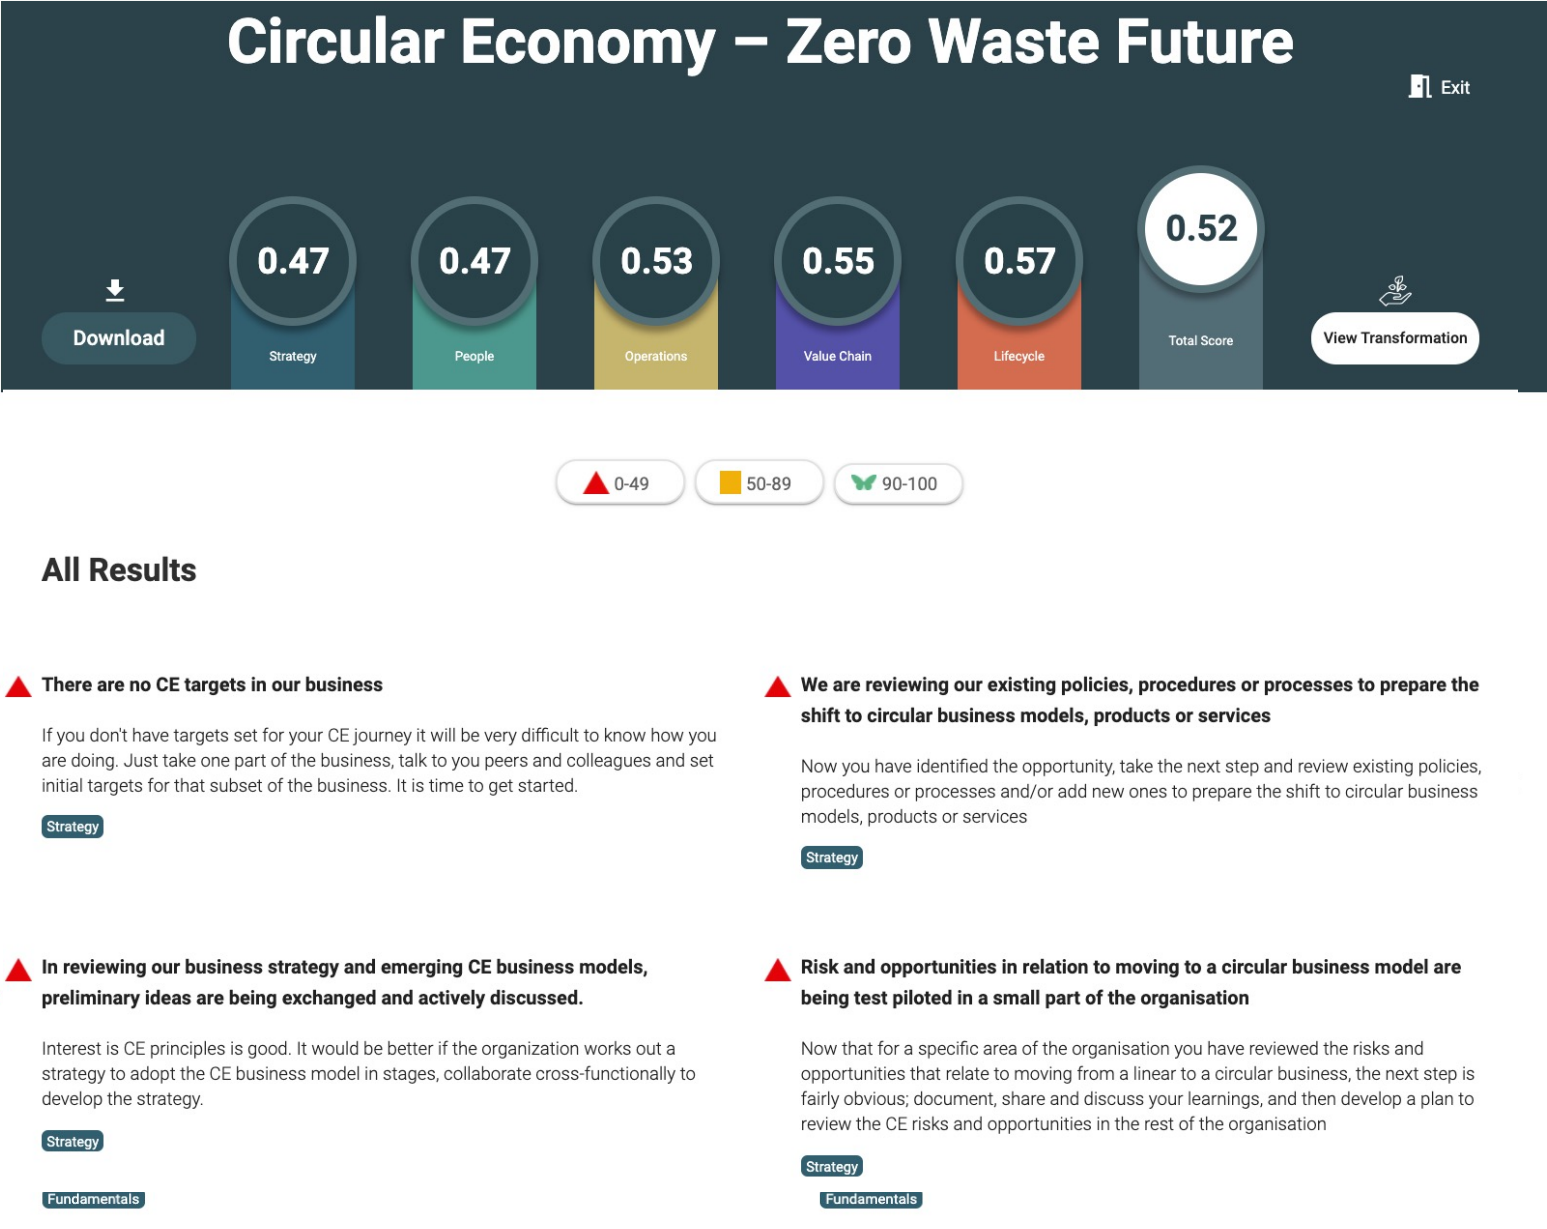 Circular Economy – Zero Waste Future
Exit
0.47
0.47
0.53
0.55
0.57
0.52
Download
Strategy
People
Operations
Value Chain
Lifecycle
Total Score
View Transformation
0-49
50-89
90-100
All Results
There are no CE targets in our business
If you don't have targets set for your CE journey it will be very difficult to know how you
are doing. Just take one part of the business, talk to you peers and colleagues and set
initial targets for that subset of the business. It is time to get started.
Strategy
We are reviewing our existing policies, procedures or processes to prepare the
shift to circular business models, products or services
Now you have identified the opportunity, take the next step and review existing policies,
procedures or processes and/or add new ones to prepare the shift to circular business
models, products or services
Strategy
In reviewing our business strategy and emerging CE business models,
preliminary ideas are being exchanged and actively discussed.
Interest is CE principles is good. It would be better if the organization works out a
strategy to adopt the CE business model in stages, collaborate cross-functionally to
develop the strategy.
Strategy
Fundamentals
Risk and opportunities in relation to moving to a circular business model are
being test piloted in a small part of the organisation
Now that for a specific area of the organisation you have reviewed the risks and
opportunities that relate to moving from a linear to a circular business, the next step is
fairly obvious; document, share and discuss your learnings, and then develop a plan to
review the CE risks and opportunities in the rest of the organisation
Strategy
Fundamentals